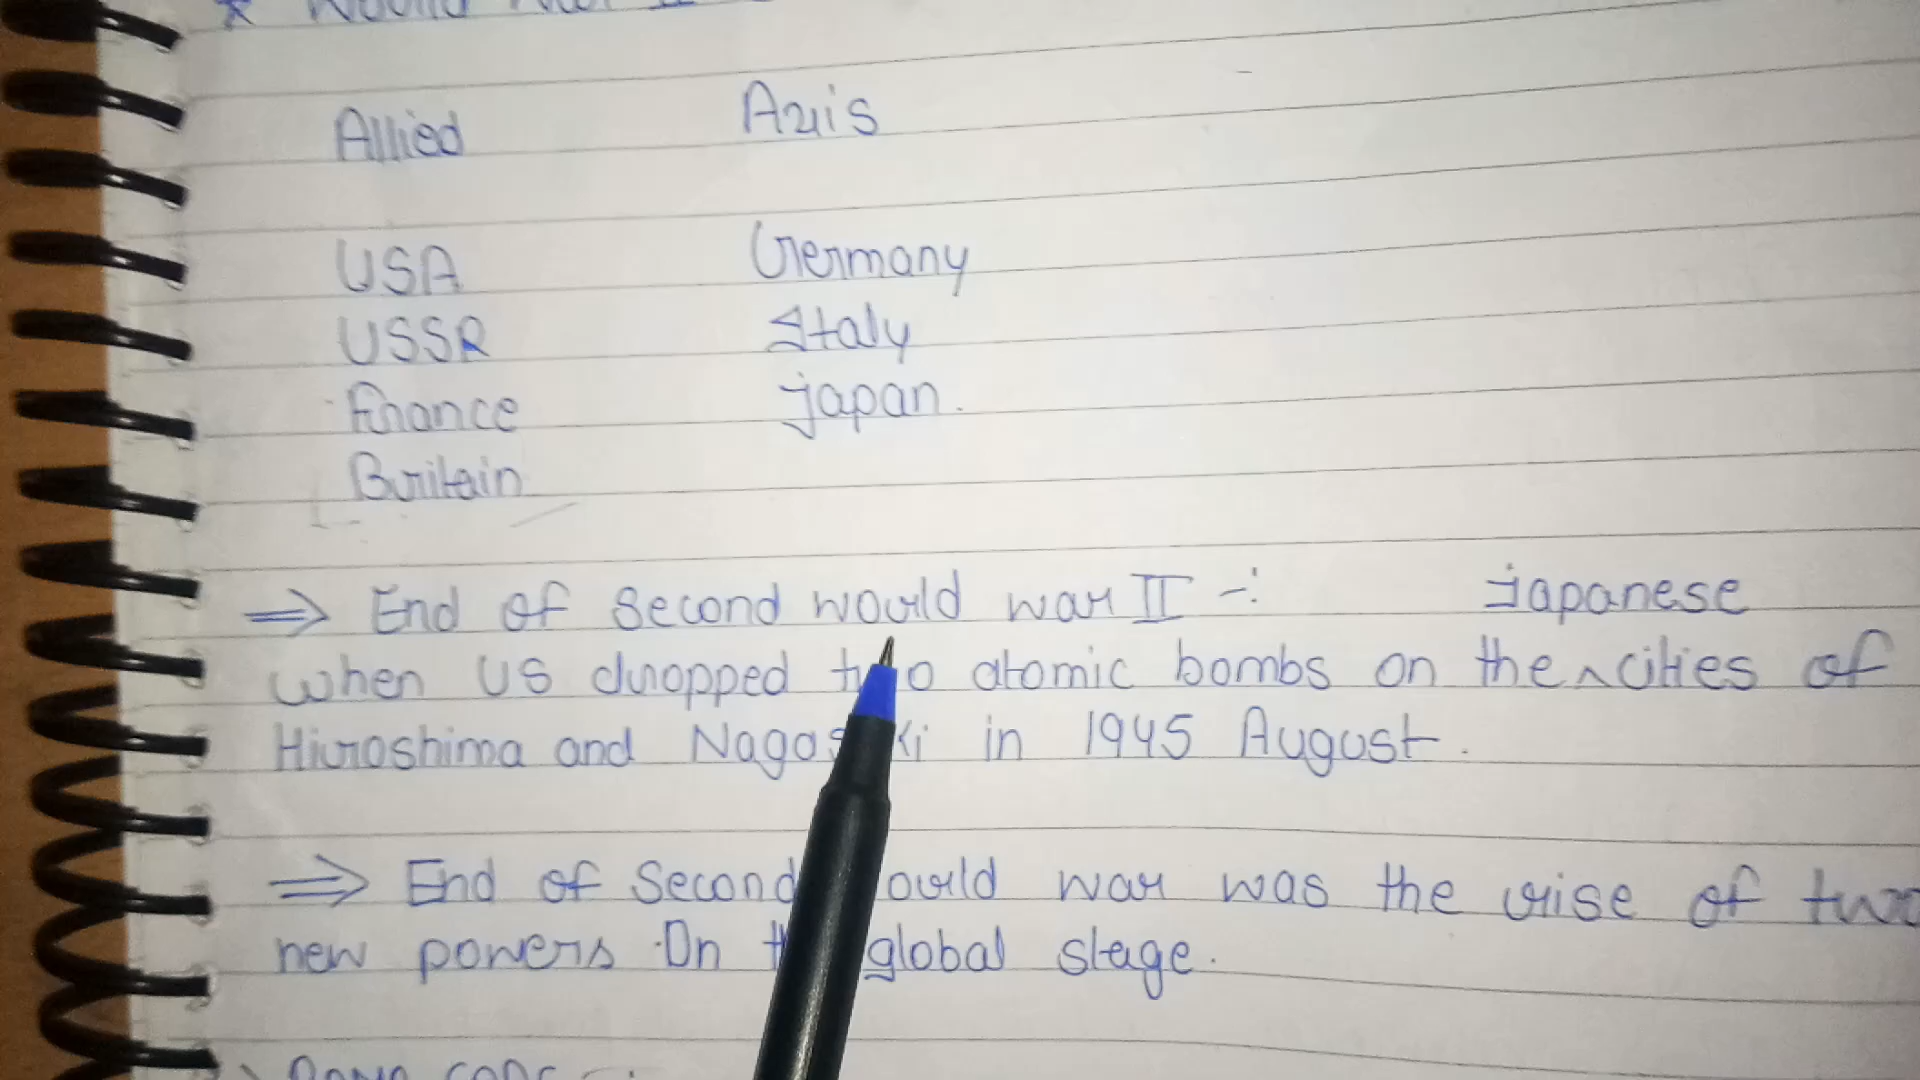 Allied Axis
USA Germany
USSR Italy
France japan.
Britain
⇒ End of Second world war II -: japanese
when US dropped two atomic bombs on the ^ cities of
Hiroshima and Nagasaki in 1945 August.
⇒ End of Second world war was the rise of two
new powers On the global stage.